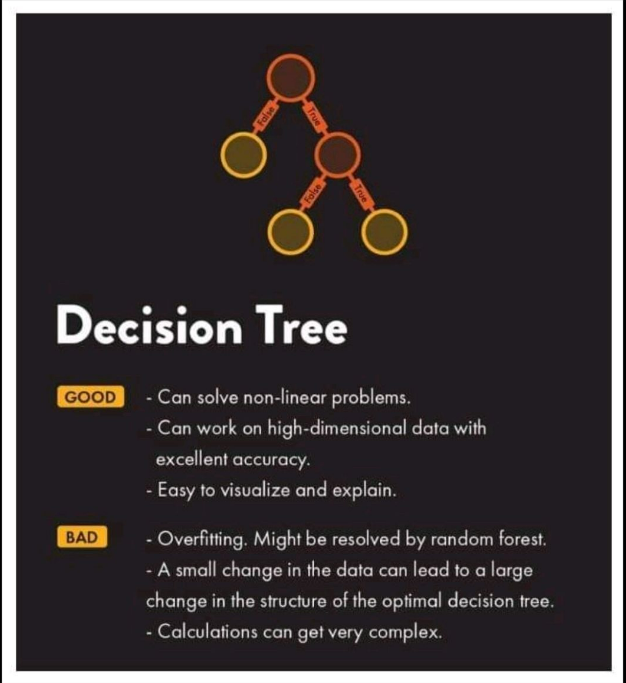 False
True
False
True
Decision Tree
GOOD
- Can solve non-linear problems.
- Can work on high-dimensional data with
excellent accuracy.
- Easy to visualize and explain.
BAD
- Overfitting. Might be resolved by random forest.
- A small change in the data can lead to a large
change in the structure of the optimal decision tree.
- Calculations can get very complex.